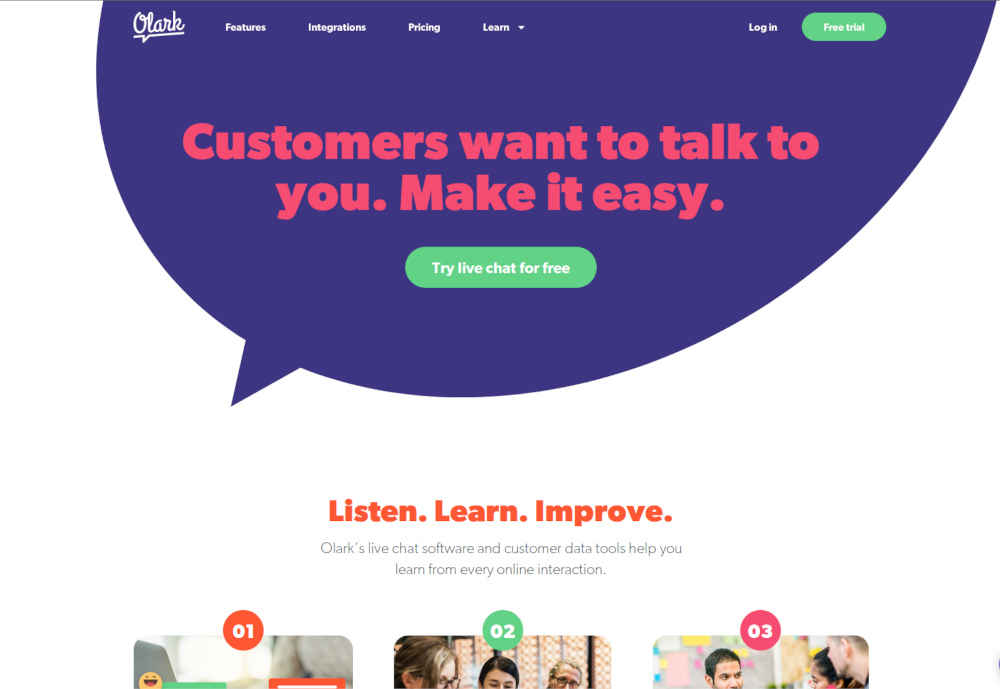 Olark
Features
Integrations
Pricing
Learn
Log in
Free trial
Customers want to talk to
you. Make it easy.
Try live chat for free
Listen. Learn. Improve.
Olark´s live chat software and customer data tools help you
learn from every online interaction.
01
02
03